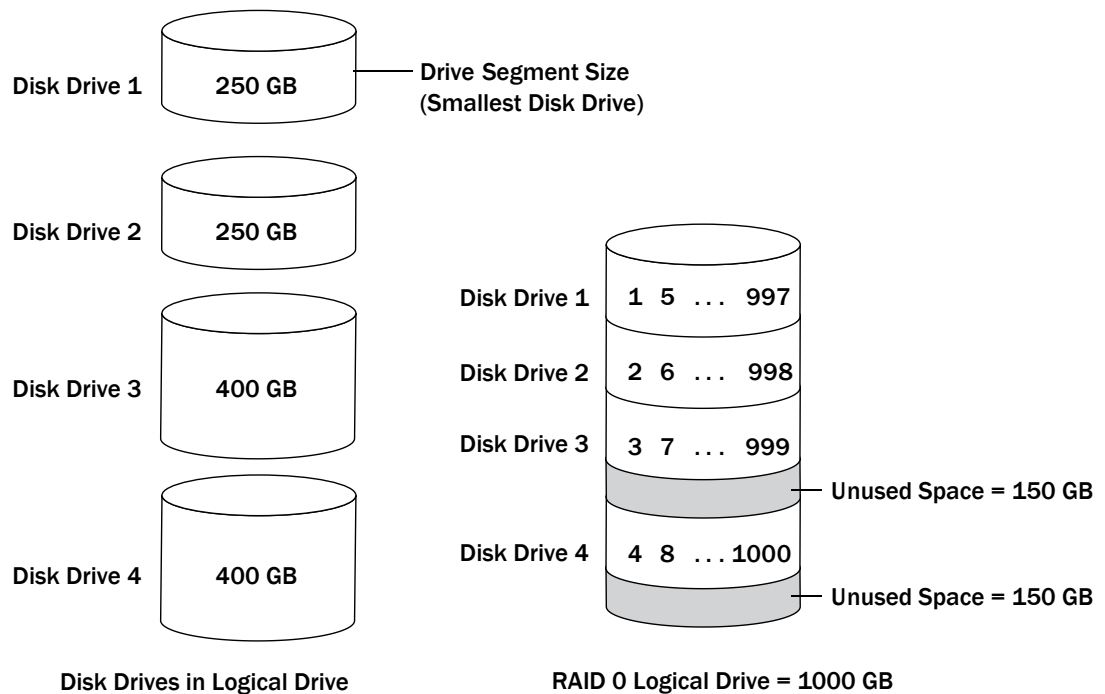 Disk Drive 1
250 GB
Drive Segment Size
(Smallest Disk Drive)
Disk Drive 2
250 GB
Disk Drive 3
400 GB
Disk Drive 4
400 GB
Disk Drives in Logical Drive
Disk Drive 1
1 5 ... 997
Disk Drive 2
2 6 ... 998
Disk Drive 3
3 7 ... 999
Unused Space = 150 GB
Disk Drive 4
4 8 ... 1000
Unused Space = 150 GB
RAID 0 Logical Drive = 1000 GB